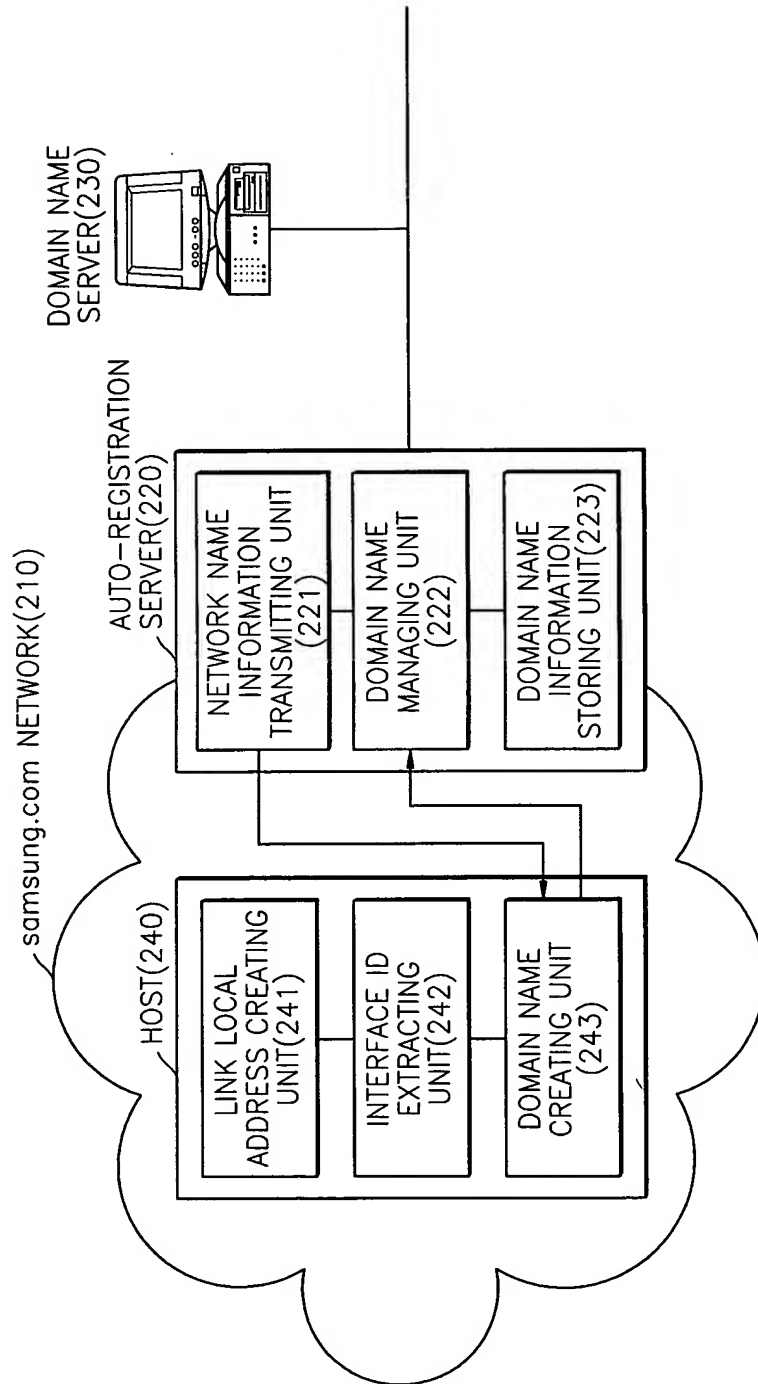 samsung.com NETWORK(210)
HOST(240)
LINK LOCAL
ADDRESS CREATING
UNIT(241)
INTERFACE ID
EXTRACTING
UNIT(242)
DOMAIN NAME
CREATING UNIT
(243)
AUTO-REGISTRATION
SERVER(220)
NETWORK NAME
INFORMATION
TRANSMITTING UNIT
(221)
DOMAIN NAME
MANAGING UNIT
(222)
DOMAIN NAME
INFORMATION
STORING UNIT(223)
DOMAIN NAME
SERVER(230)